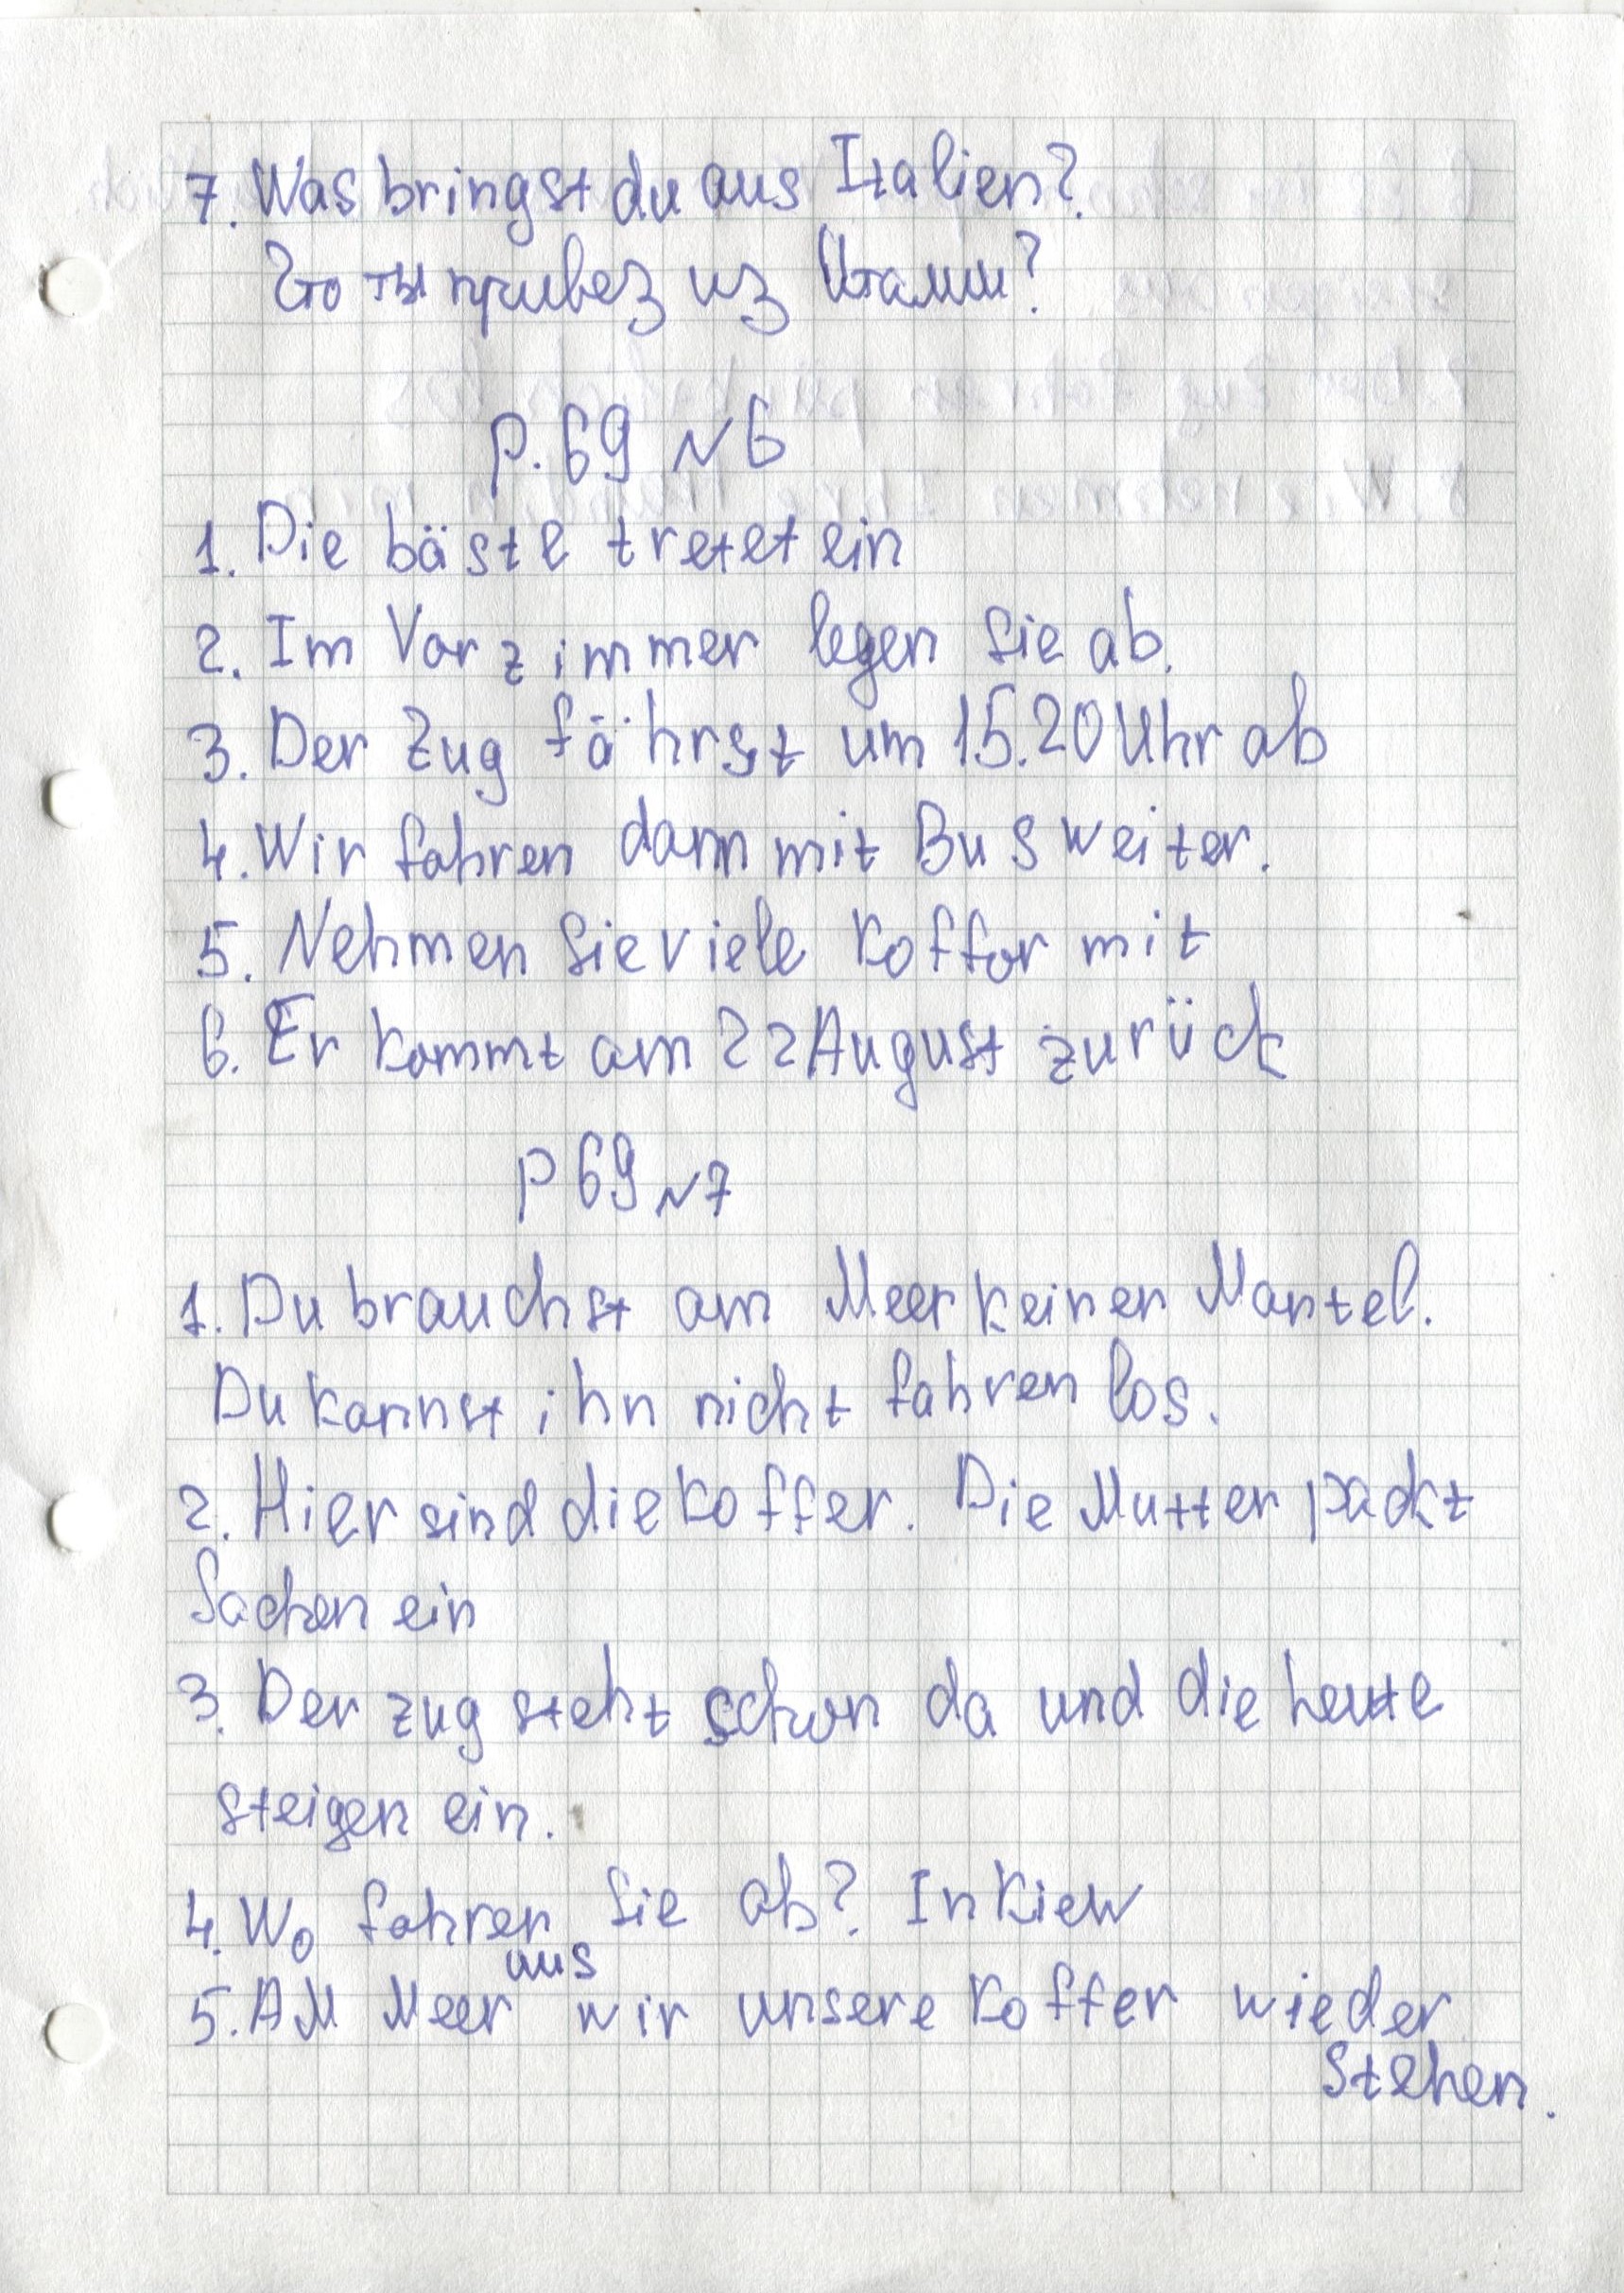 7. Was bringst du aus Italien?
Что ты привез из Италии?
p. 69 N 6
1. Die bäste tretet ein
2. Im Vorzimmer legen Sie ab.
3. Der Zug fährst um 15.20 Uhr ab
4. Wir fahren dann mit Bus weiter.
5. Nehmen Sie viele Koffor mit
6. Er kommt am 22 August zurück
p 69 N 7
1. Du brauchst am Meer keinen Mantel.
Du kannst ihn nicht fahren los.
2. Hier sind die Koffer. Die Mutter packt
Sachen ein
3. Der Zug steht schon da und die heute
steigen ein.
4. Wo fahren Sie ab? In Kiew
aus
5. AM Meer wir unsere Koffer wieder
stehen.